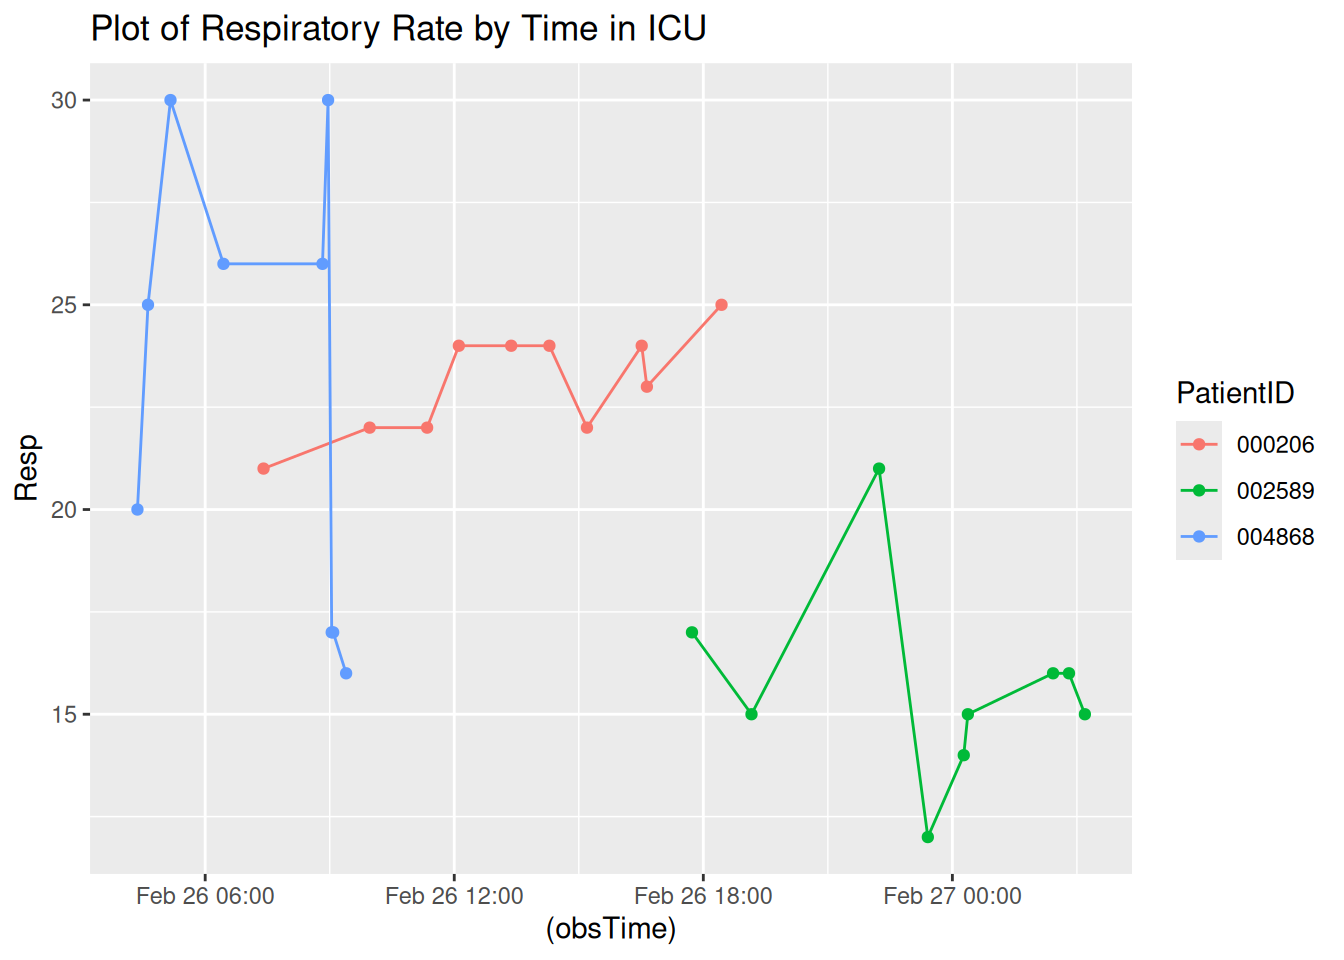 Plot of Respiratory Rate by Time in ICU
30
25
20
15
Resp
Feb 26 06:00
Feb 26 12:00
Feb 26 18:00
Feb 27 00:00
(obsTime)
PatientID
000206
002589
004868